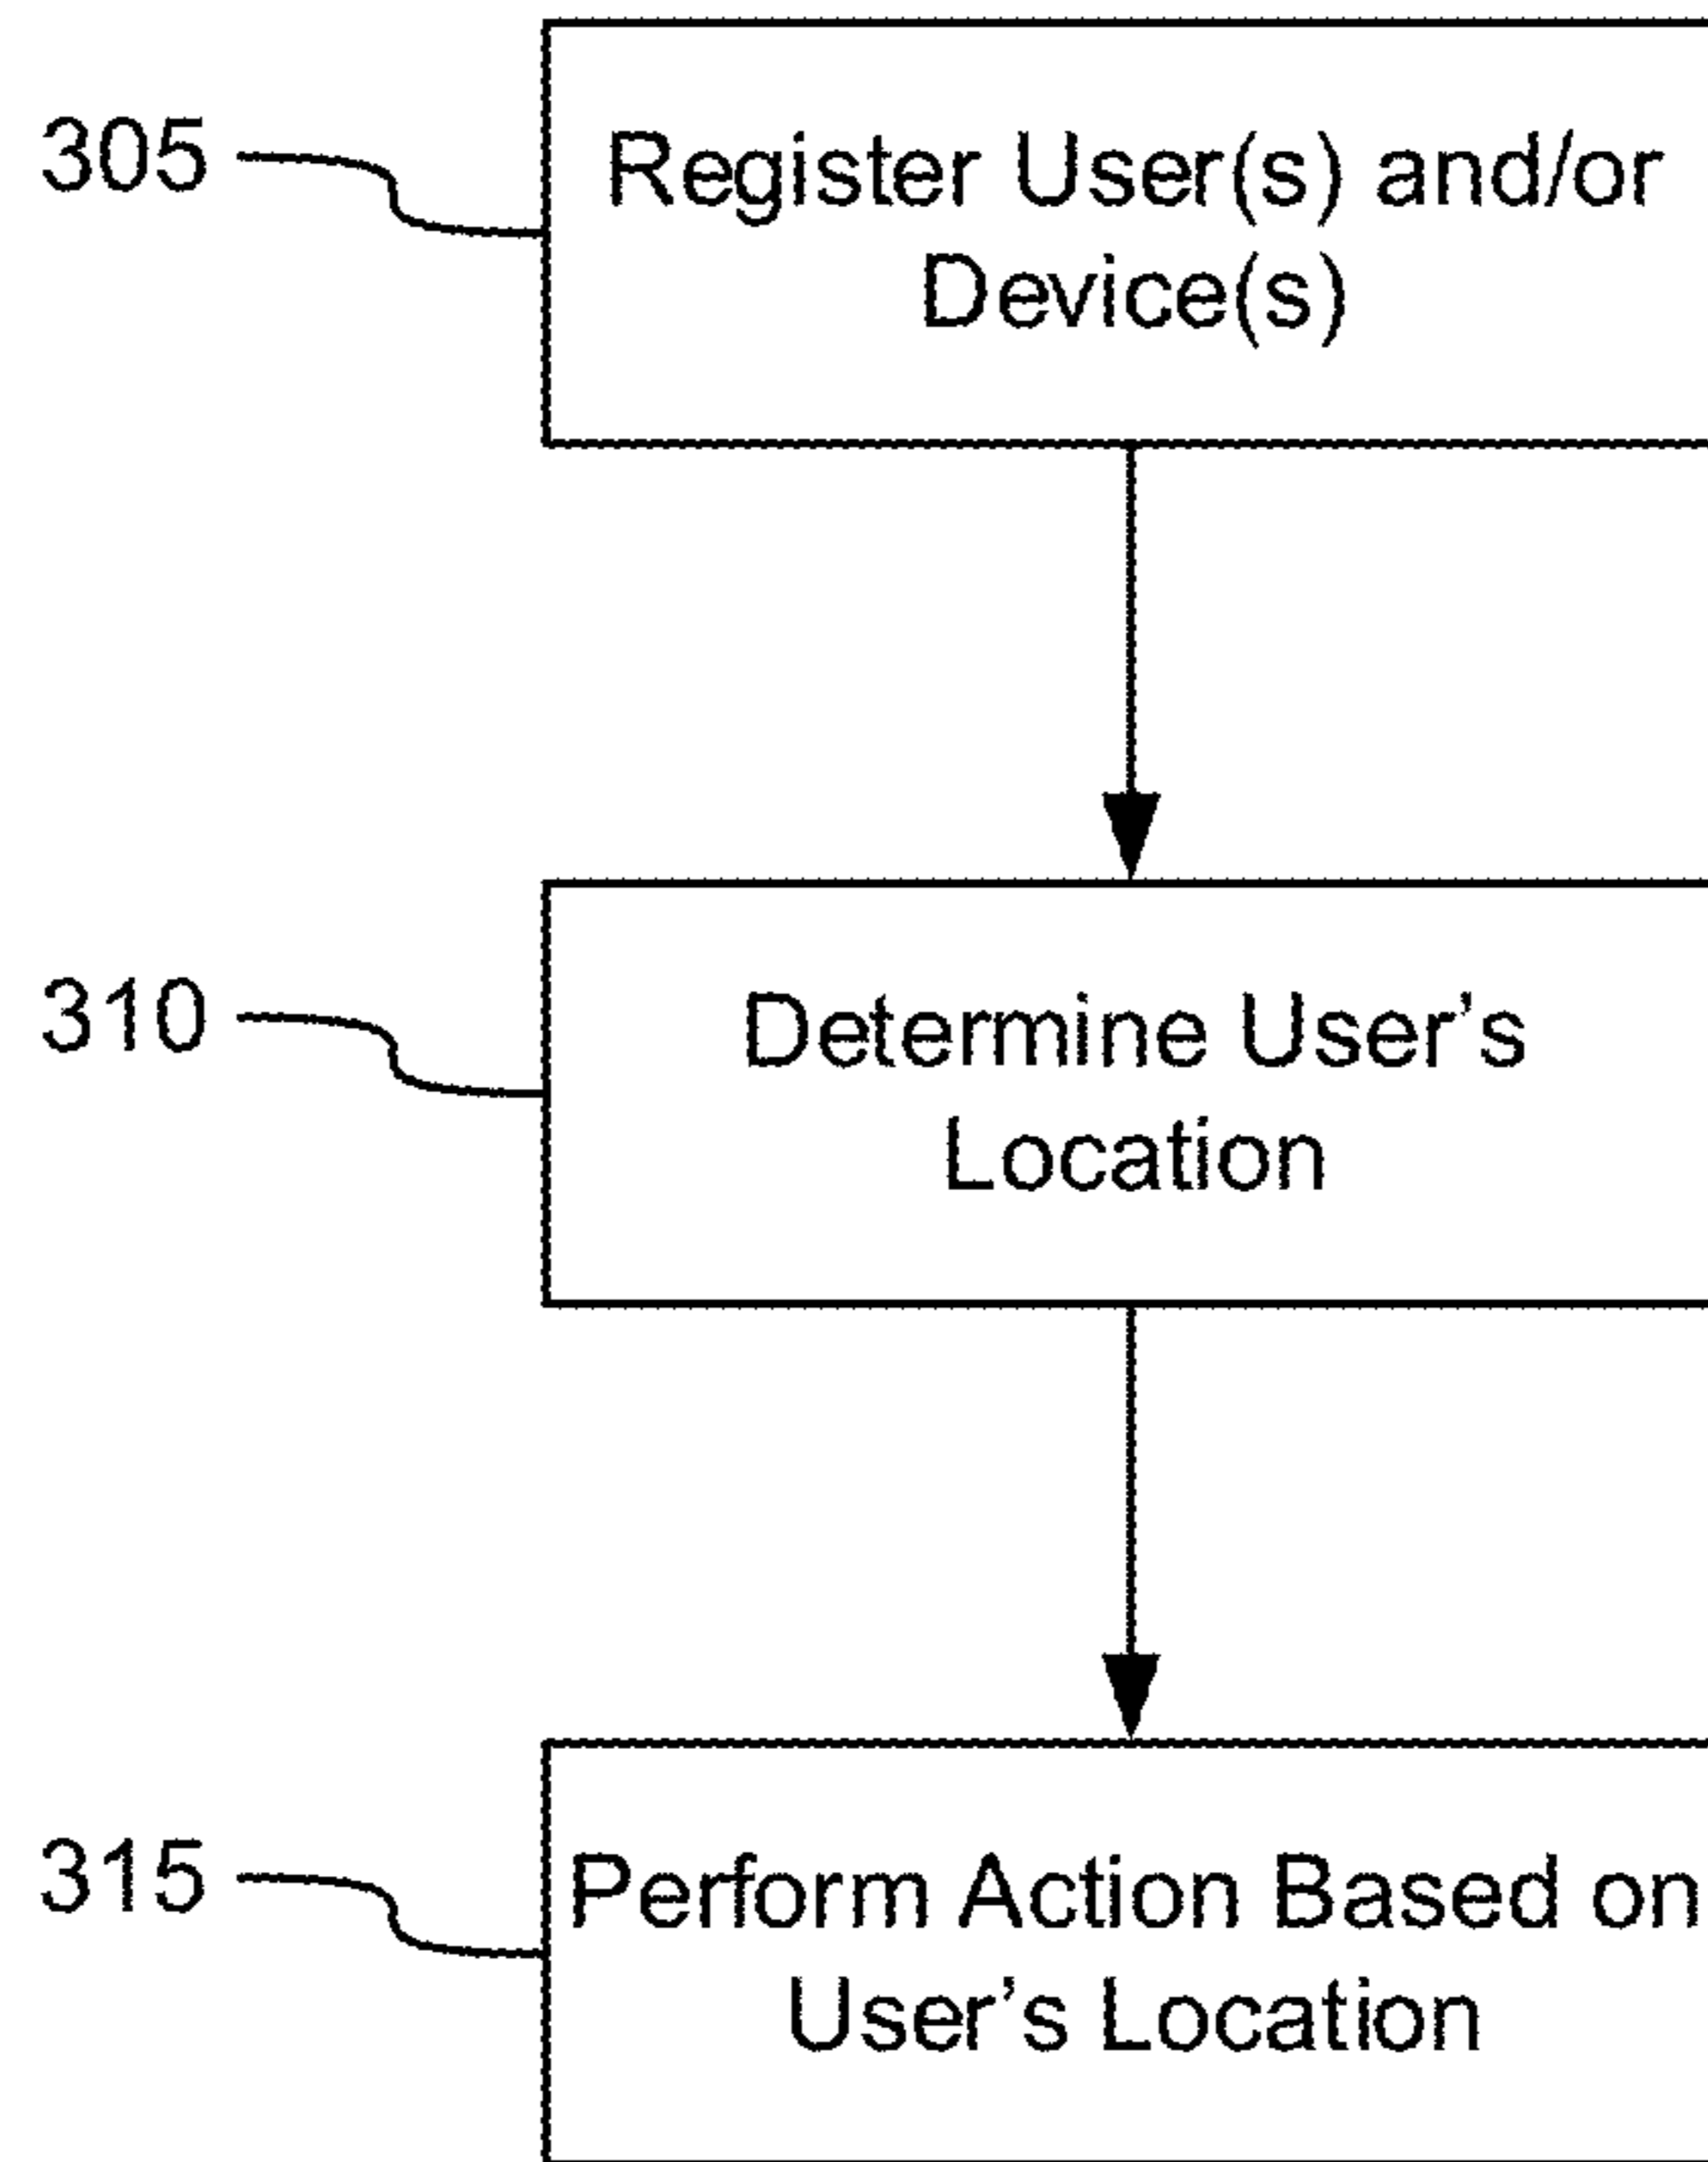 305
Register User(s) and/or
Device(s)
310
Determine User’s
Location
315
Perform Action Based on
User’s Location